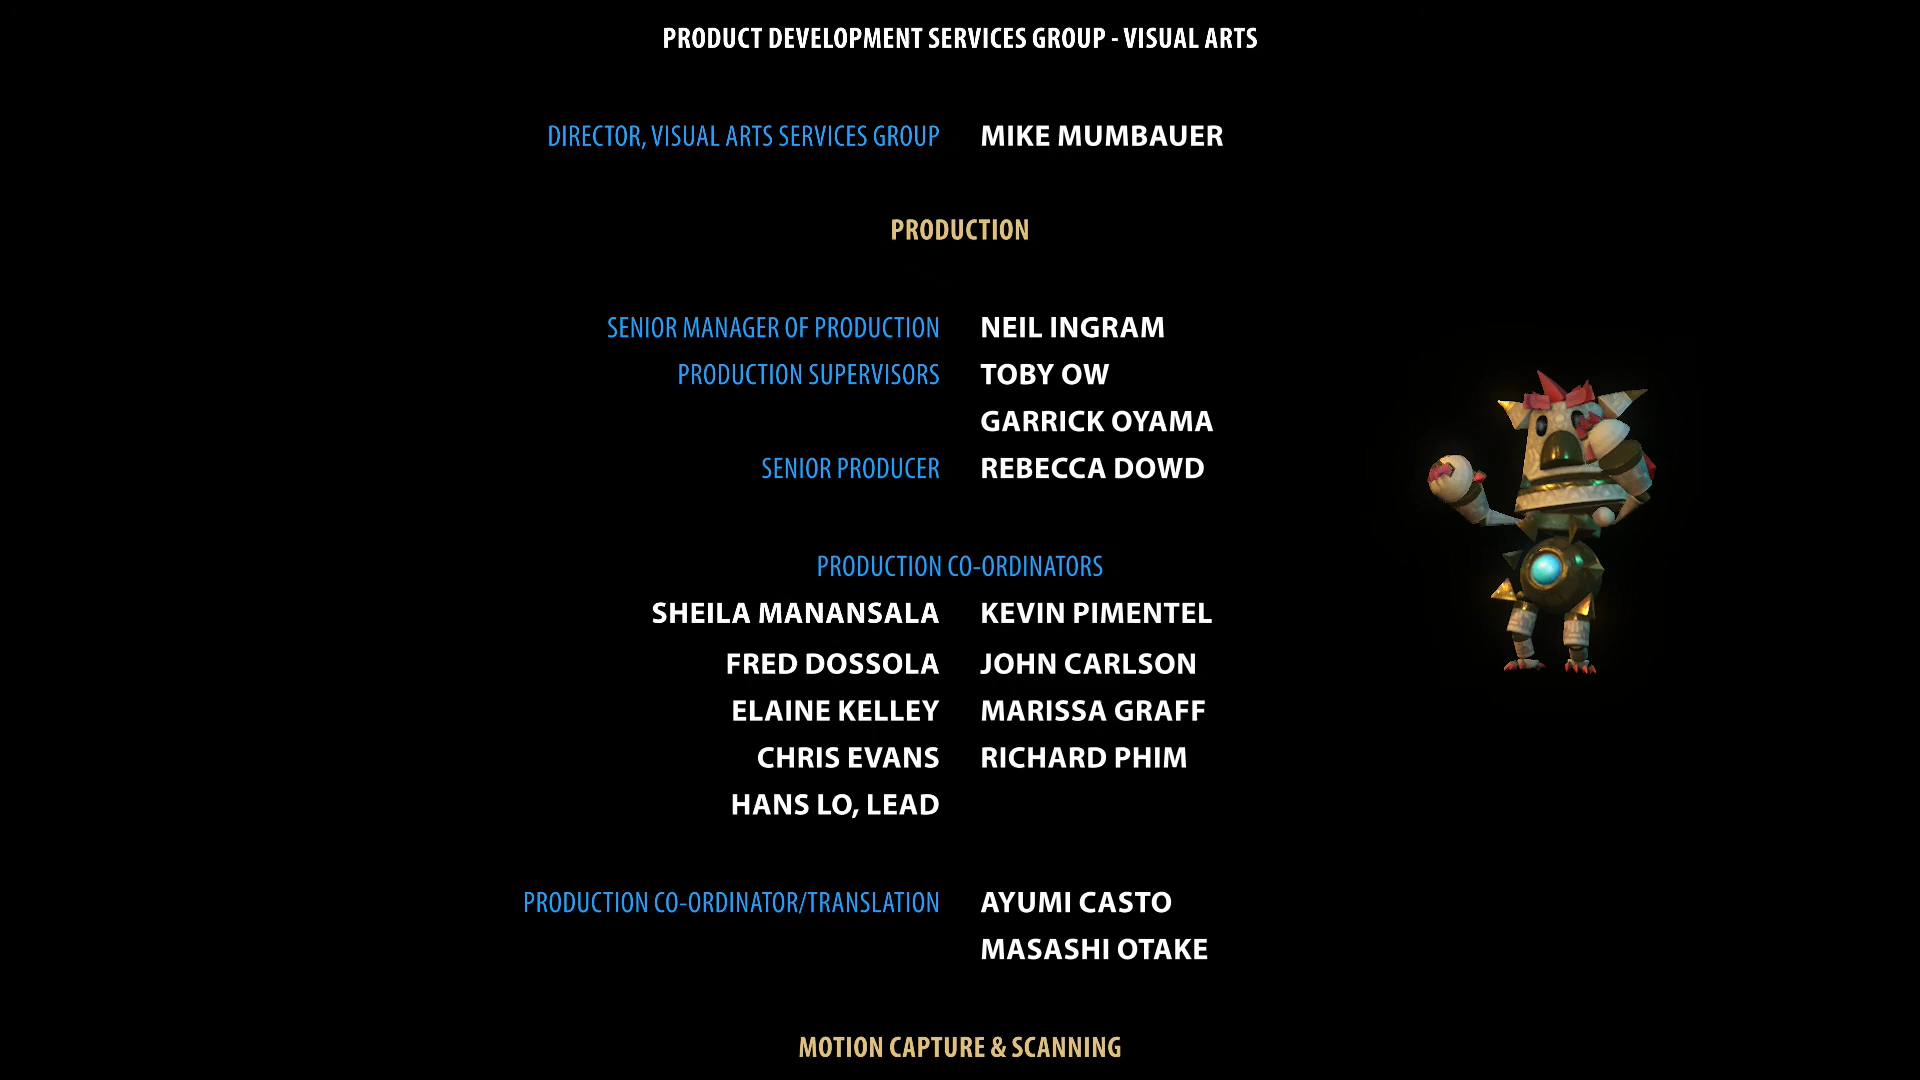 PRODUCT DEVELOPMENT SERVICES GROUP - VISUAL ARTS
DIRECTOR, VISUAL ARTS SERVICES GROUP MIKE MUMBAUER
PRODUCTION
SENIOR MANAGER OF PRODUCTION NEIL INGRAM
PRODUCTION SUPERVISORS TOBY OW
GARRICK OYAMA
SENIOR PRODUCER REBECCA DOWD
PRODUCTION CO-ORDINATORS
SHEILA MANANSALA KEVIN PIMENTEL
FRED DOSSOLA JOHN CARLSON
ELAINE KELLEY MARISSA GRAFF
CHRIS EVANS RICHARD PHIM
HANS LO, LEAD
PRODUCTION CO-ORDINATOR/TRANSLATION AYUMI CASTO
MASASHI OTAKE
MOTION CAPTURE & SCANNING